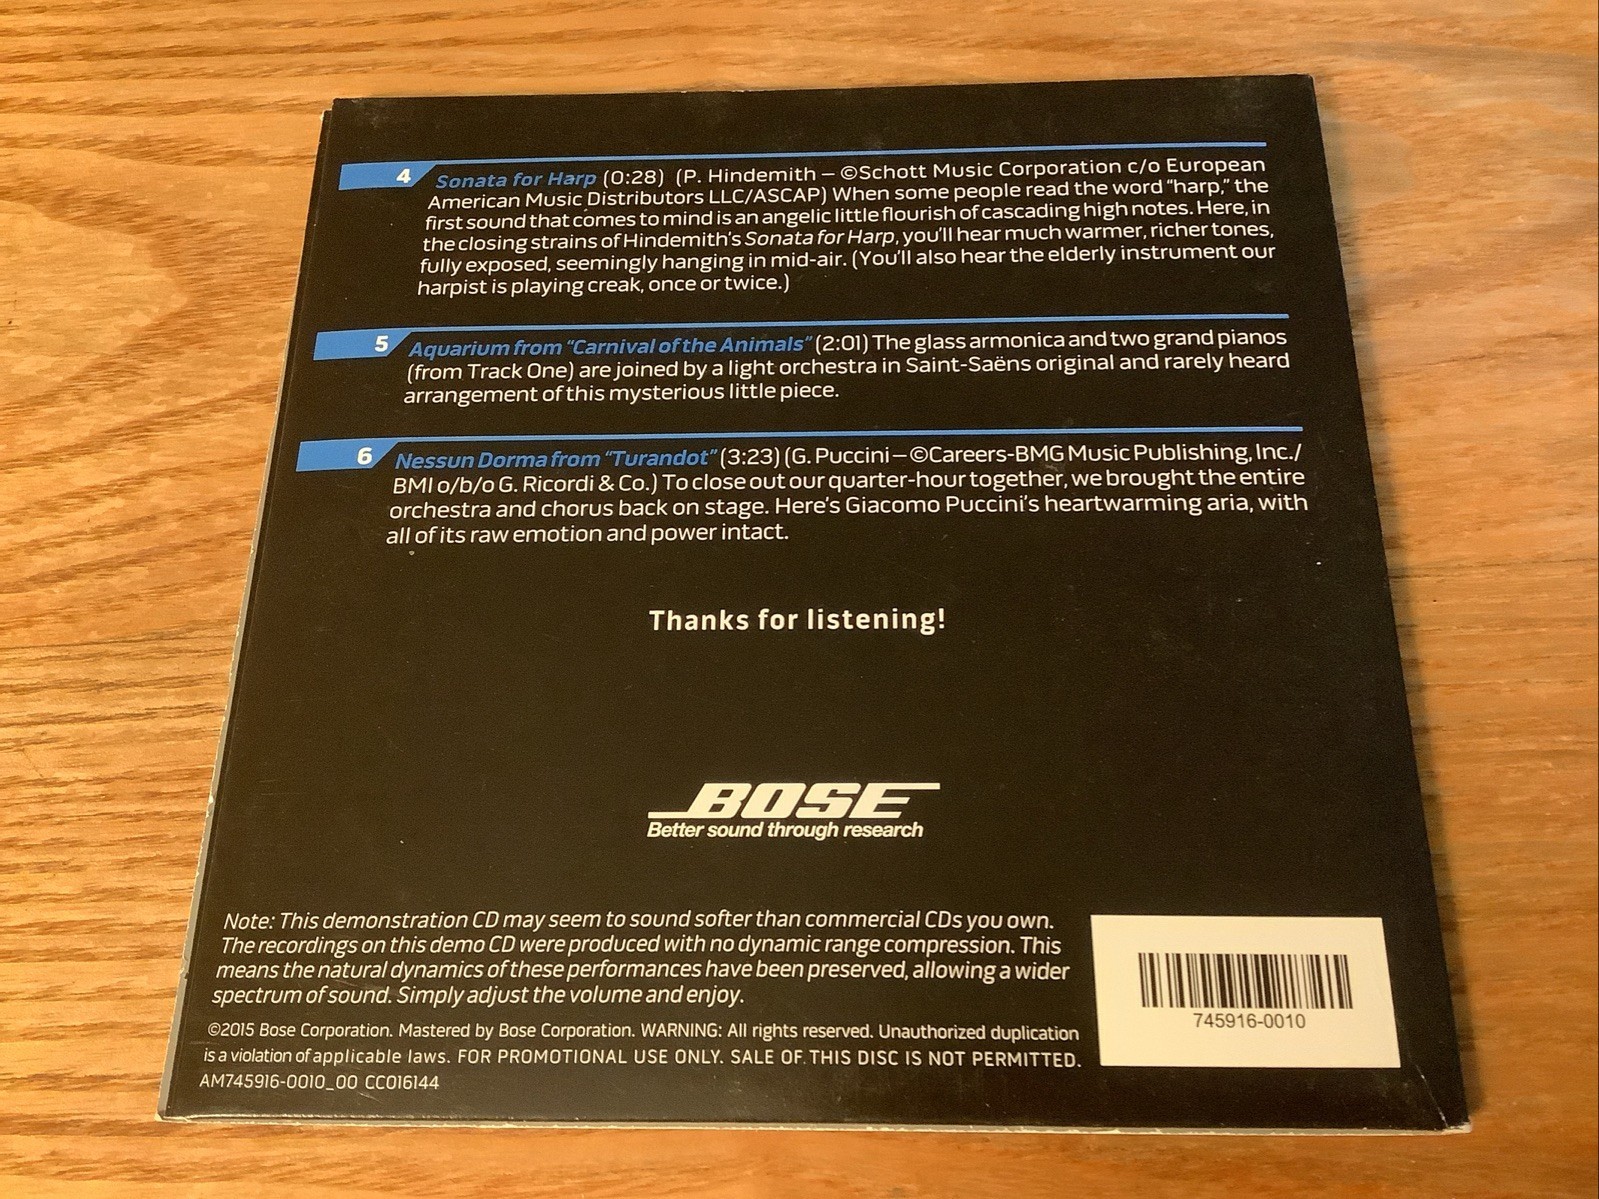 4 Sonata for Harp (0:28) (P. Hindemith – ©Schott Music Corporation c/o European
American Music Distributors LLC/ASCAP) When some people read the word “harp,” the
first sound that comes to mind is an angelic little flourish of cascading high notes. Here, in
the closing strains of Hindemith’s Sonata for Harp, you’ll hear much warmer, richer tones,
fully exposed, seemingly hanging in mid-air. (You’ll also hear the elderly instrument our
harpist is playing creak, once or twice.)
5 Aquarium from “Carnival of the Animals” (2:01) The glass armonica and two grand pianos
(from Track One) are joined by a light orchestra in Saint-Saëns original and rarely heard
arrangement of this mysterious little piece.
6 Nessun Dorma from “Turandot” (3:23) (G. Puccini – ©Careers-BMG Music Publishing, Inc./
BMI o/b/o G. Ricordi & Co.) To close out our quarter-hour together, we brought the entire
orchestra and chorus back on stage. Here’s Giacomo Puccini’s heartwarming aria, with
all of its raw emotion and power intact.
Thanks for listening!
BOSE
Better sound through research
Note: This demonstration CD may seem to sound softer than commercial CDs you own.
The recordings on this demo CD were produced with no dynamic range compression. This
means the natural dynamics of these performances have been preserved, allowing a wider
spectrum of sound. Simply adjust the volume and enjoy.
©2015 Bose Corporation. Mastered by Bose Corporation. WARNING: All rights reserved. Unauthorized duplication
is a violation of applicable laws. FOR PROMOTIONAL USE ONLY. SALE OF THIS DISC IS NOT PERMITTED.
AM745916-0010_00 CC016144
745916-0010